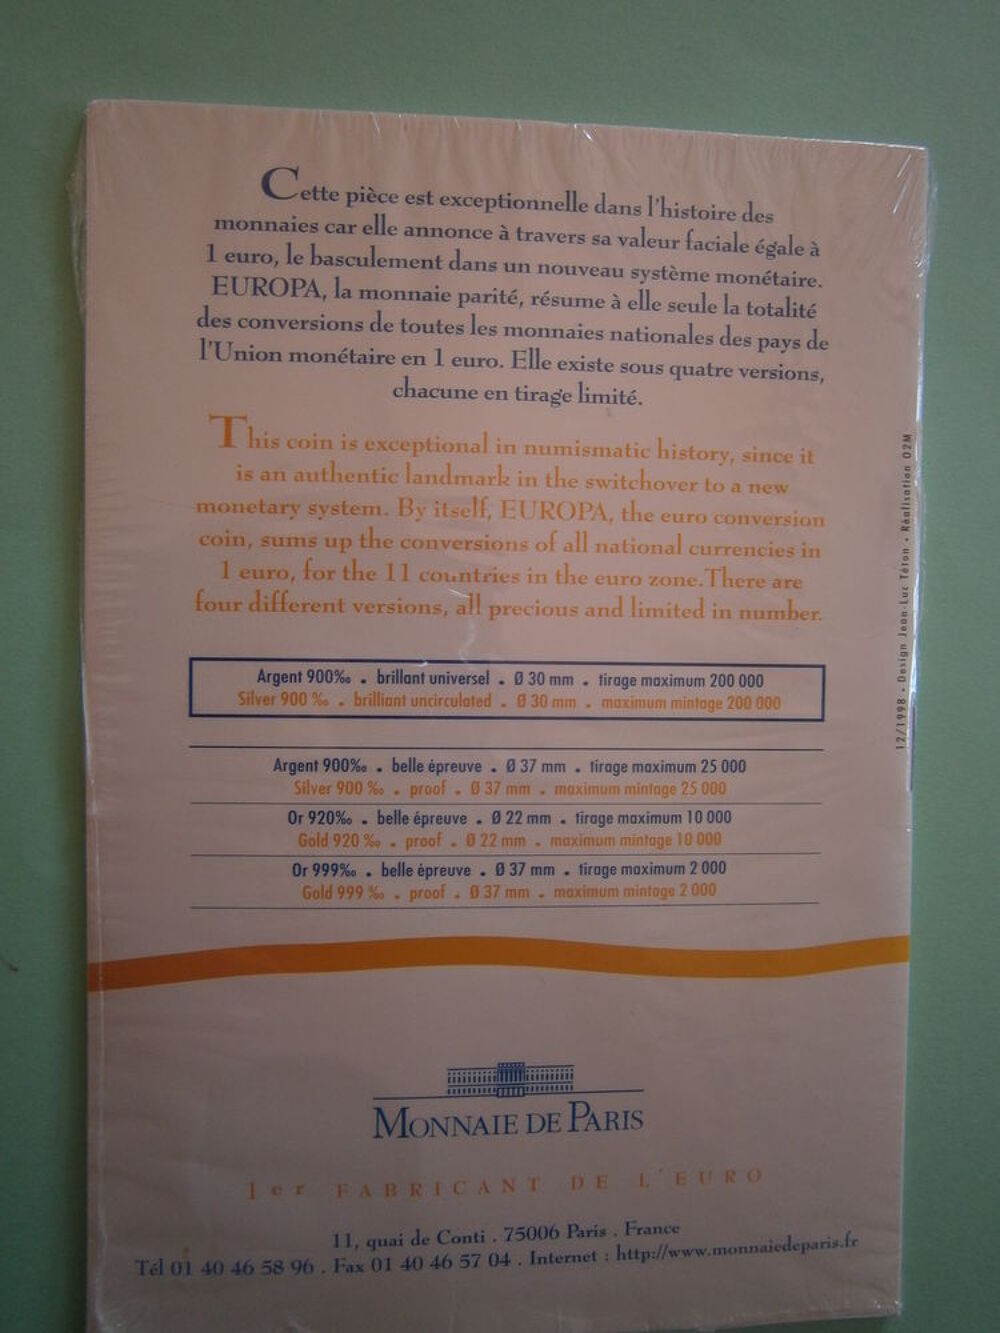 Cette pièce est exceptionnelle dans l'histoire des
monnaies car elle annonce à travers sa valeur faciale égale à
1 euro, le basculement dans un nouveau système monétaire.
EUROPA, la monnaie parité, résume à elle seule la totalité
des conversions de toutes les monnaies nationales des pays de
l'Union monétaire en 1 euro. Elle existe sous quatre versions,
chacune en tirage limité.
This coin is exceptional in numismatic history, since it
is an authentic landmark in the switchover to a new
monetary system. By itself, EUROPA, the euro conversion
coin, sums up the conversions of all national currencies in
1 euro, for the 11 countries in the euro zone.There are
four different versions, all precious and limited in number.
Argent 900‰ . brillant universel . Ø 30 mm . tirage maximum 200 000
Silver 900 ‰ . brilliant uncirculated . Ø 30 mm . maximum mintage 200 000
Argent 900‰ . belle épreuve . Ø 37 mm . tirage maximum 25 000
Silver 900 ‰ . proof . Ø 37 mm . maximum mintage 25 000
Or 920‰ . belle épreuve . Ø 22 mm . tirage maximum 10 000
Gold 920 ‰ . proof . Ø 22 mm . maximum mintage 10 000
Or 999‰ . belle épreuve . Ø 37 mm . tirage maximum 2 000
Gold 999 ‰ . proof . Ø 37 mm . maximum mintage 2 000
12/1998 • Design Jean-Luc Téron • Réalisation O2M
MONNAIE DE PARIS
1er FABRICANT DE L'EURO
11, quai de Conti . 75006 Paris . France
Tél 01 40 46 58 96 . Fax 01 40 46 57 04 . Internet : http://www.monnaiedeparis.fr